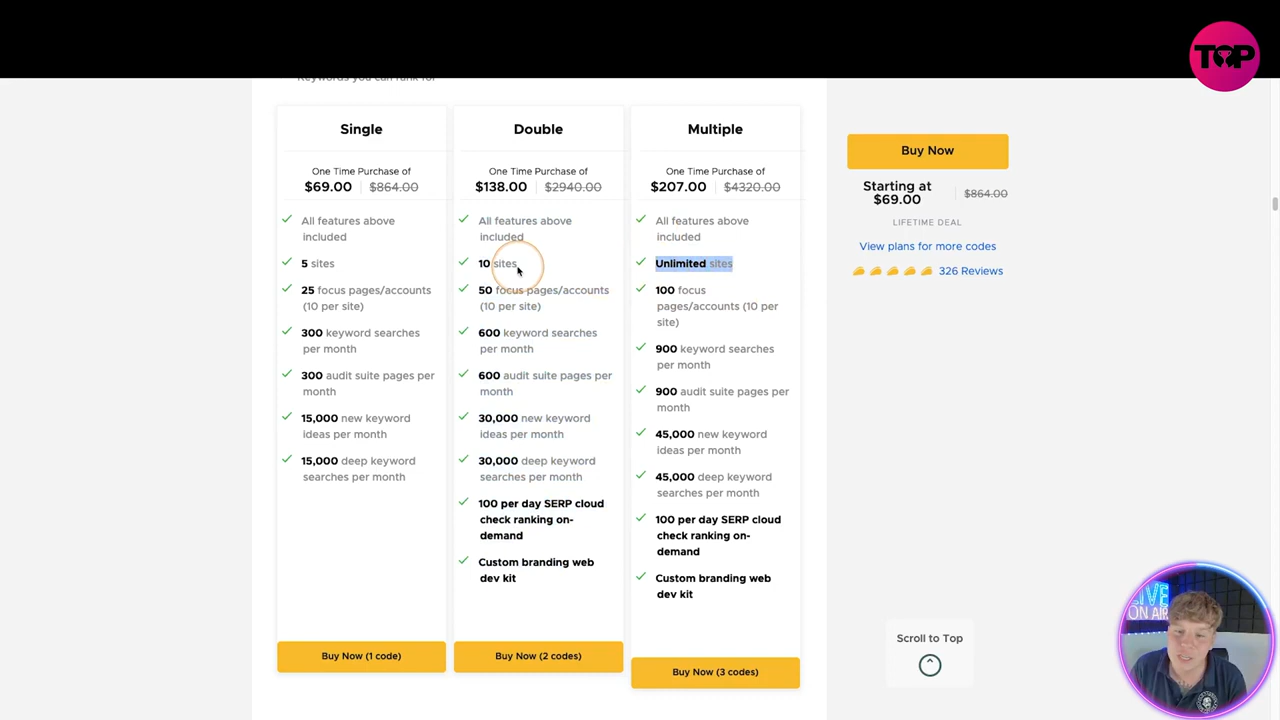 TOP
Keywords you can rank for
Single
One Time Purchase of
$69.00 $864.00
All features above
included
5 sites
25 focus pages/accounts
(10 per site)
300 keyword searches
per month
300 audit suite pages per
month
15,000 new keyword
ideas per month
15,000 deep keyword
searches per month
Buy Now (1 code)
Double
One Time Purchase of
$138.00 $2940.00
All features above
included
10 sites
50 focus pages/accounts
(10 per site)
600 keyword searches
per month
600 audit suite pages per
month
30,000 new keyword
ideas per month
30,000 deep keyword
searches per month
100 per day SERP cloud
check ranking on-
demand
Custom branding web
dev kit
Buy Now (2 codes)
Multiple
One Time Purchase of
$207.00 $4320.00
All features above
included
Unlimited sites
100 focus
pages/accounts (10 per
site)
900 keyword searches
per month
900 audit suite pages per
month
45,000 new keyword
ideas per month
45,000 deep keyword
searches per month
100 per day SERP cloud
check ranking on-
demand
Custom branding web
dev kit
Buy Now (3 codes)
Buy Now
Starting at
$69.00 $864.00
LIFETIME DEAL
View plans for more codes
326 Reviews
Scroll to Top
LIVE
ON AIR